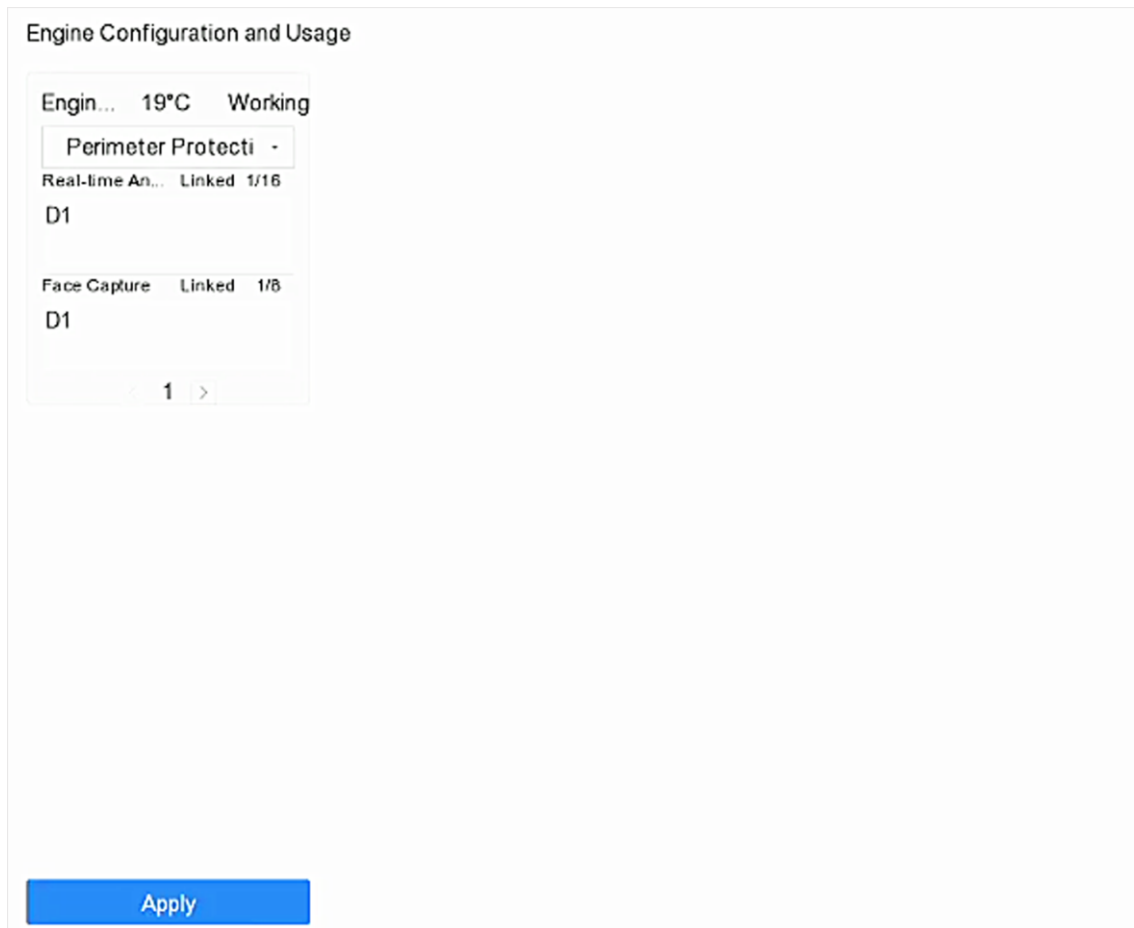 Engine Configuration and Usage
Engin... 19°C Working
Perimeter Protecti
Real-time An... Linked 1/16
D1
Face Capture Linked 1/8
D1
1
Apply